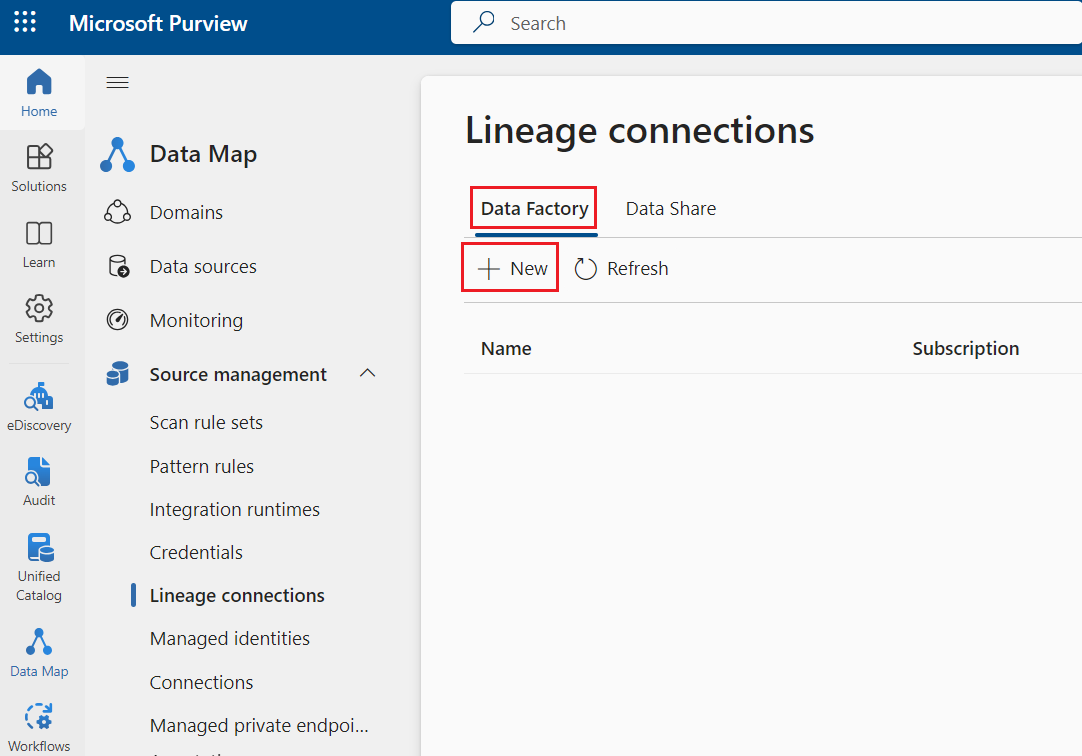 Microsoft Purview
Search
Home
Solutions
Learn
Settings
eDiscovery
Audit
Unified
Catalog
Data Map
Workflows
Data Map
Domains
Data sources
Monitoring
Source management
Scan rule sets
Pattern rules
Integration runtimes
Credentials
Lineage connections
Managed identities
Connections
Managed private endpoi...
Lineage connections
Data Factory
Data Share
New
Refresh
Name
Subscription